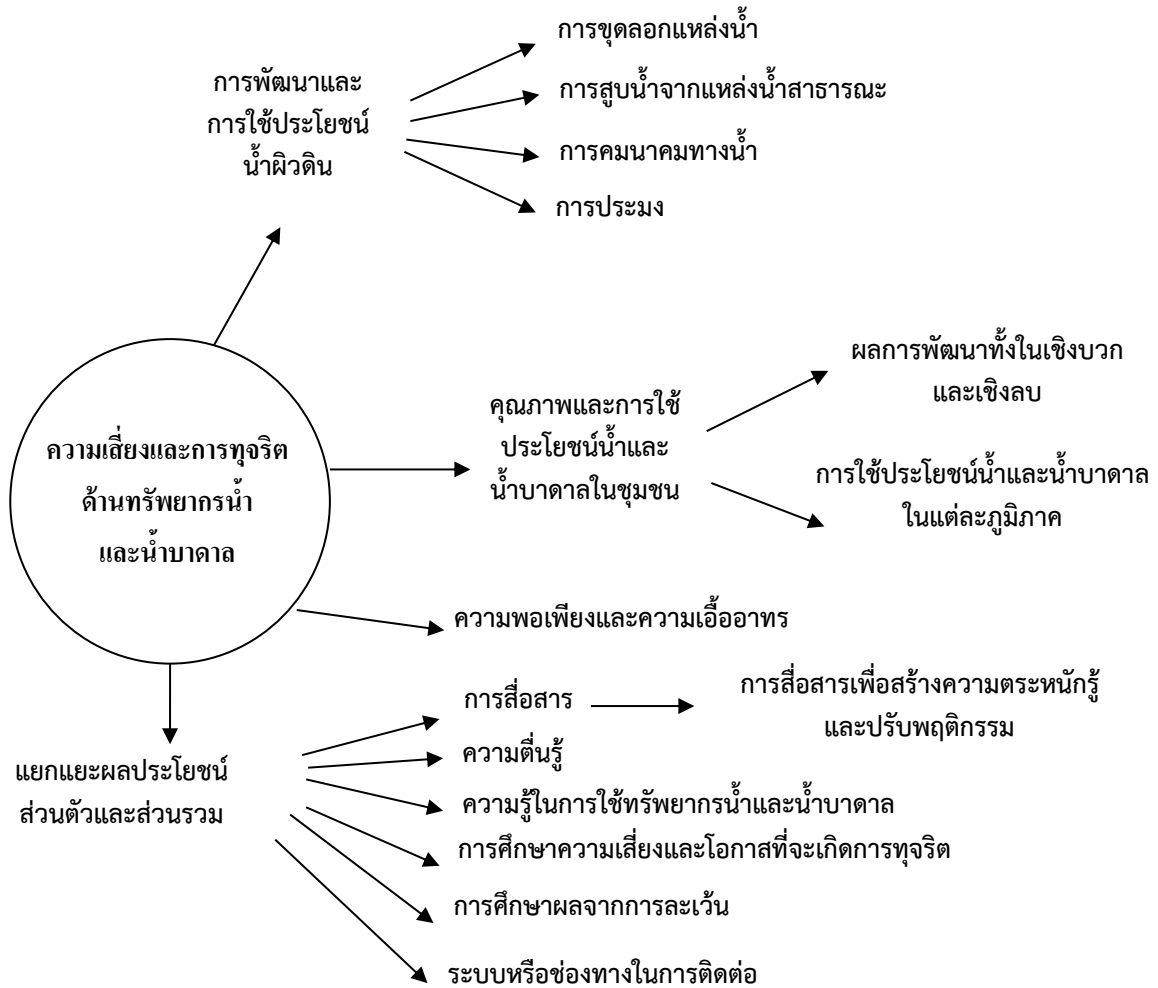 การขุดลอกแหล่งน้ำ
การพัฒนาและ
การใช้ประโยชน์
น้ำผิวดิน
การสูบน้ำจากแหล่งน้ำสาธารณะ
การคมนาคมทางน้ำ
การประมง
ความเสี่ยงและการทุจริต
ด้านทรัพยากรน้ำ
และน้ำบาดาล
คุณภาพและการใช้
ประโยชน์น้ำและ
น้ำบาดาลในชุมชน
ผลการพัฒนาทั้งในเชิงบวก
และเชิงลบ
การใช้ประโยชน์น้ำและน้ำบาดาล
ในแต่ละภูมิภาค
ความพอเพียงและความเอื้ออาทร
แยกแยะผลประโยชน์
ส่วนตัวและส่วนรวม
การสื่อสาร
การสื่อสารเพื่อสร้างความตระหนักรู้
และปรับพฤติกรรม
ความตื่นรู้
ความรู้ในการใช้ทรัพยากรน้ำและน้ำบาดาล
การศึกษาความเสี่ยงและโอกาสที่จะเกิดการทุจริต
การศึกษาผลจากการละเว้น
ระบบหรือช่องทางในการติดต่อ